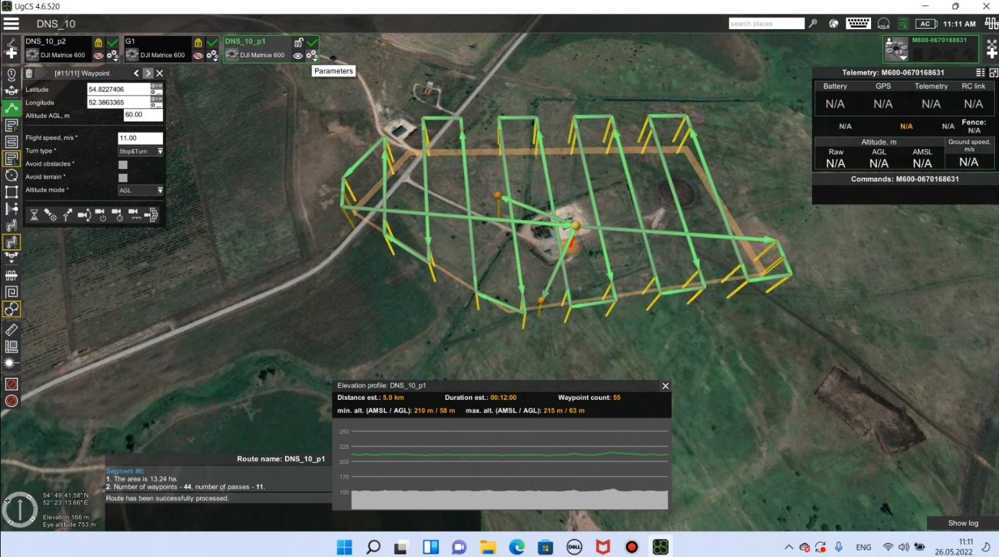 UgCS 4.6.520
DNS_10
search places
ADS-B
AC
11:11 AM
DNS_10_p2
DJI Matrice 600
G1
DJI Matrice 600
DNS_10_p1
DJI Matrice 600
Parameters
M600-0670168631
[#11/11] Waypoint
Latitude
54.8227406
Longitude
52.3863365
Altitude AGL, m
60.00
Flight speed, m/s *
11.00
Turn type *
Stop&Turn
Avoid obstacles *
Avoid terrain *
Altitude mode *
AGL
Telemetry: M600-0670168631
Battery GPS Telemetry RC link
N/A N/A N/A N/A
N/A N/A N/A Fence:
N/A
Altitude, m
Ground speed,
m/s
Raw AGL AMSL
N/A N/A N/A N/A
Commands: M600-0670168631
Elevation profile: DNS_10_p1
Distance est.: 5.0 km Duration est.: 00:12:00 Waypoint count: 55
min. alt. (AMSL / AGL): 210 m / 58 m max. alt. (AMSL / AGL): 215 m / 63 m
250
225
200
175
150
Route name: DNS_10_p1
Segment #6:
1. The area is 13.24 ha.
2. Number of waypoints - 44, number of passes - 11.
Route has been successfully processed.
54° 49' 41.58" N
52° 23' 13.66" E
Elevation 166 m
Eye altitude 753 m
Show log
DELL
ENG
11:11
26.05.2022